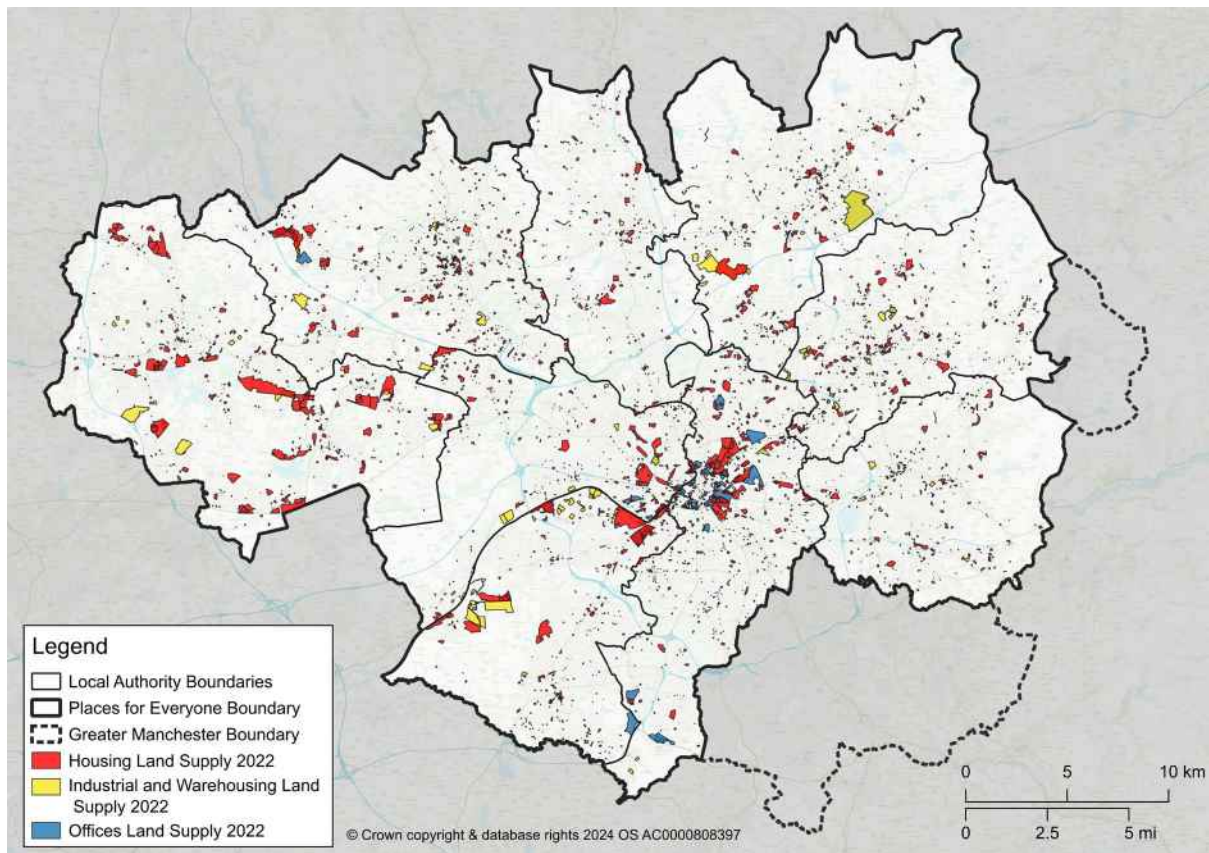 Legend
Local Authority Boundaries
Places for Everyone Boundary
Greater Manchester Boundary
Housing Land Supply 2022
Industrial and Warehousing Land
Supply 2022
Offices Land Supply 2022
© Crown copyright & database rights 2024 OS AC0000808397
0 5 10 km
0 2.5 5 mi